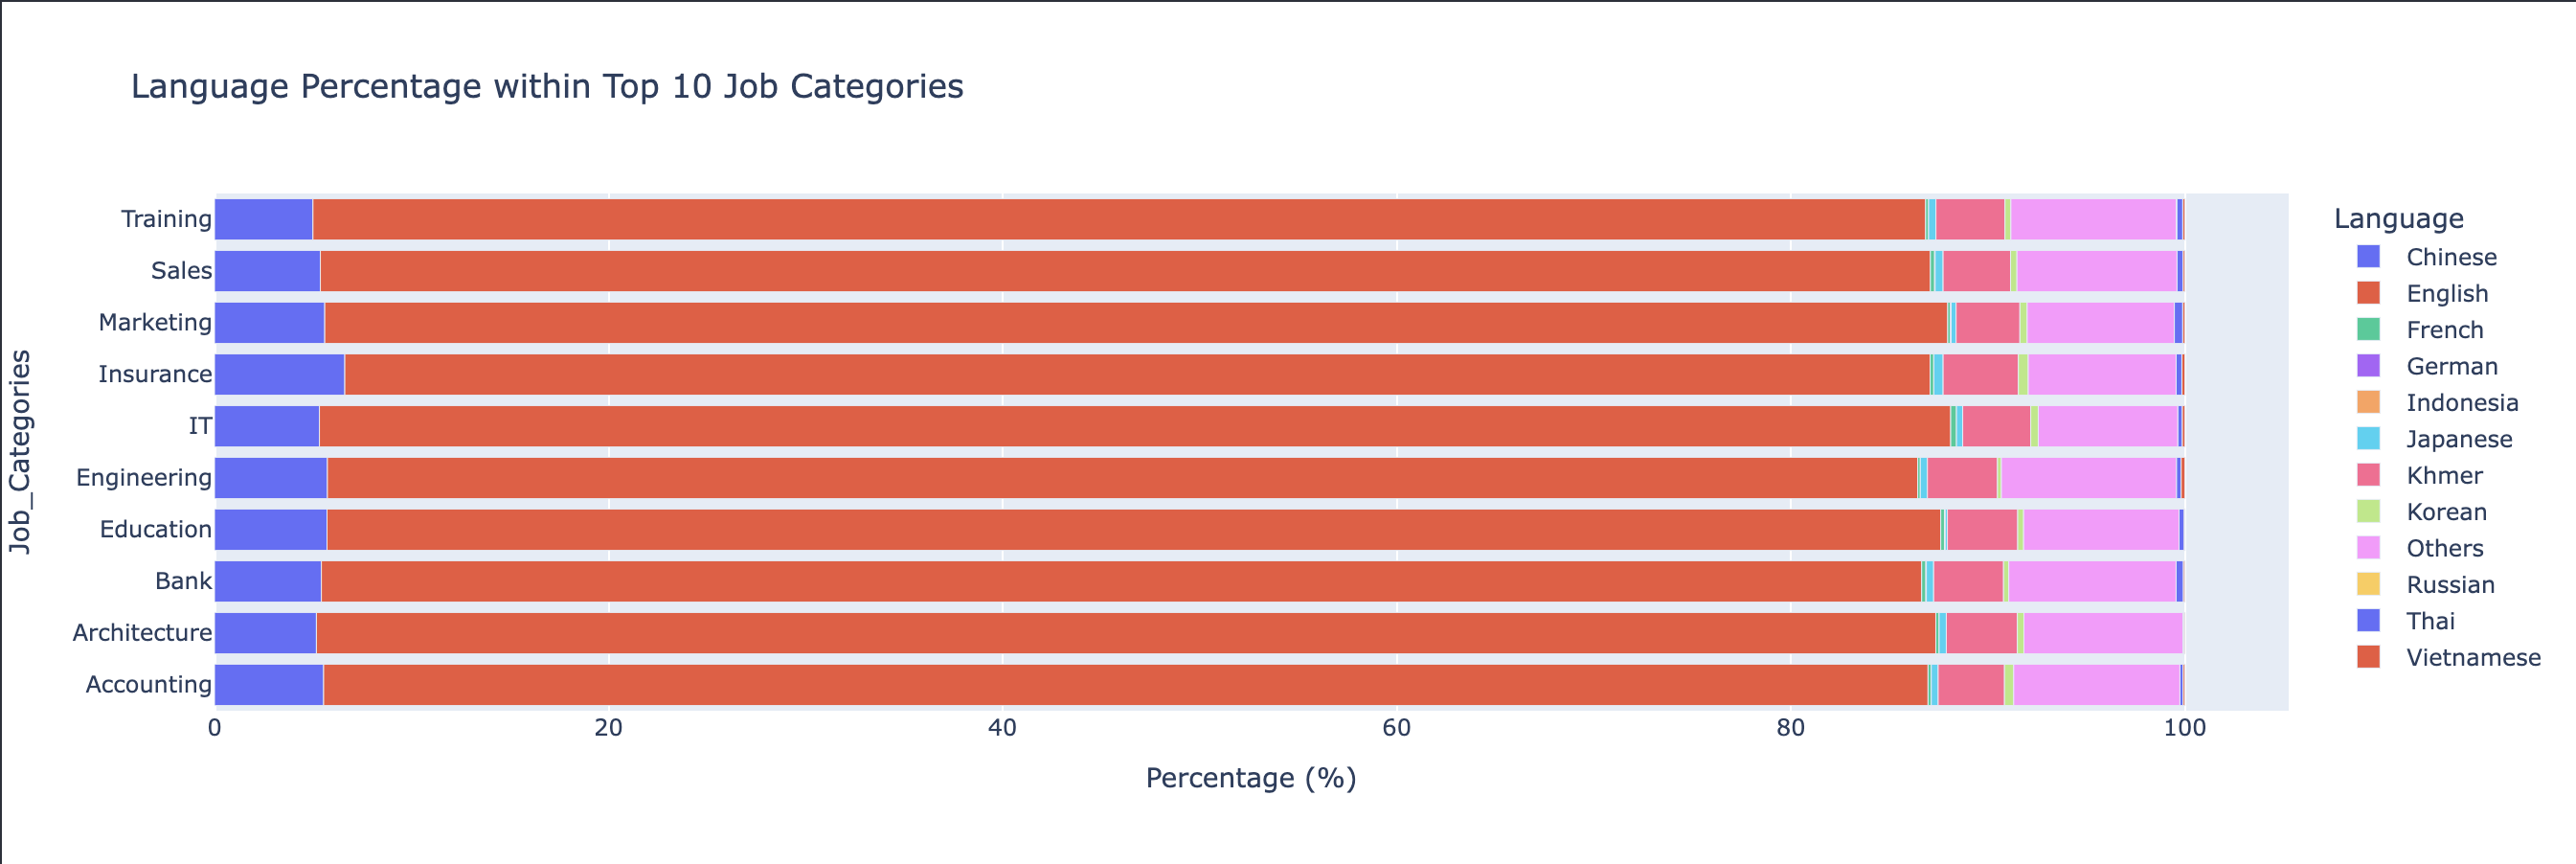 Language Percentage within Top 10 Job Categories
Job_Categories
Training
Sales
Marketing
Insurance
IT
Engineering
Education
Bank
Architecture
Accounting
0 20 40 60 80 100
Percentage (%)
Language
Chinese
English
French
German
Indonesia
Japanese
Khmer
Korean
Others
Russian
Thai
Vietnamese